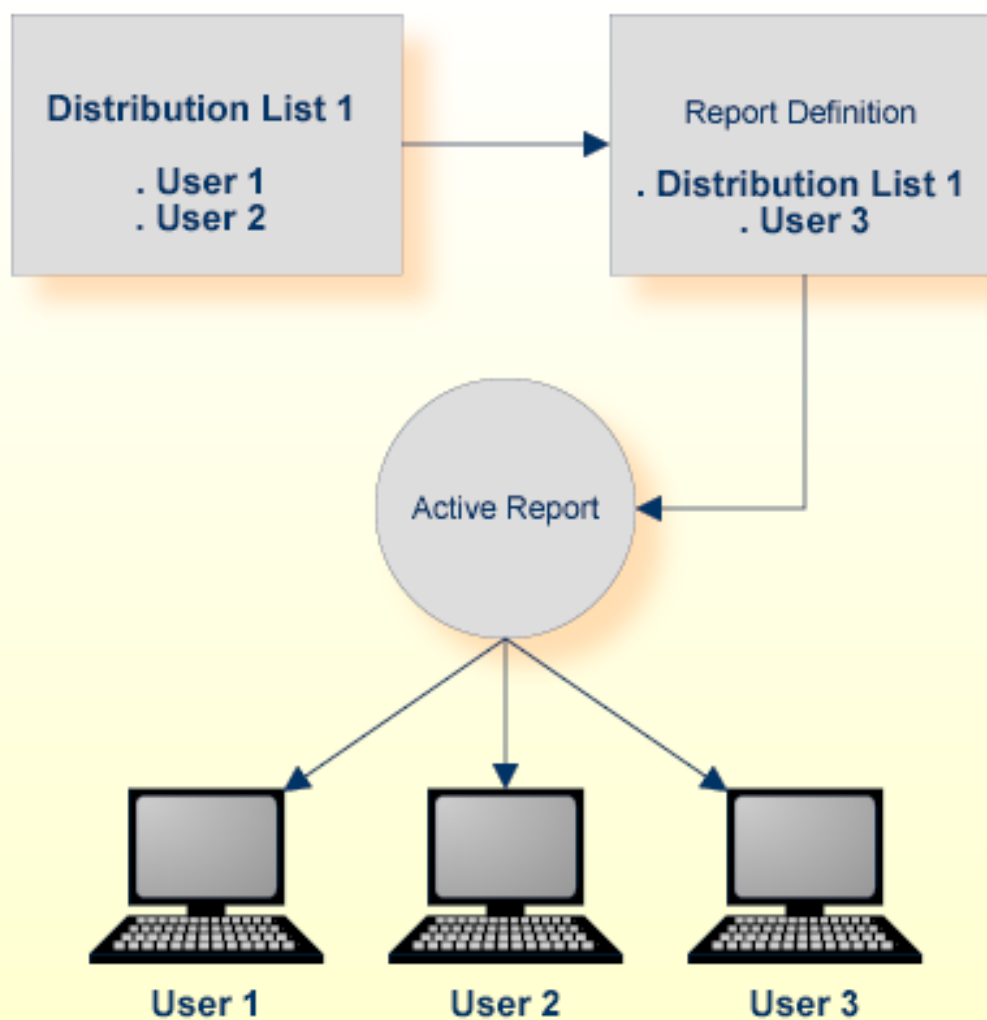 Distribution List 1
. User 1
. User 2
Report Definition
. Distribution List 1
. User 3
Active Report
User 1
User 2
User 3